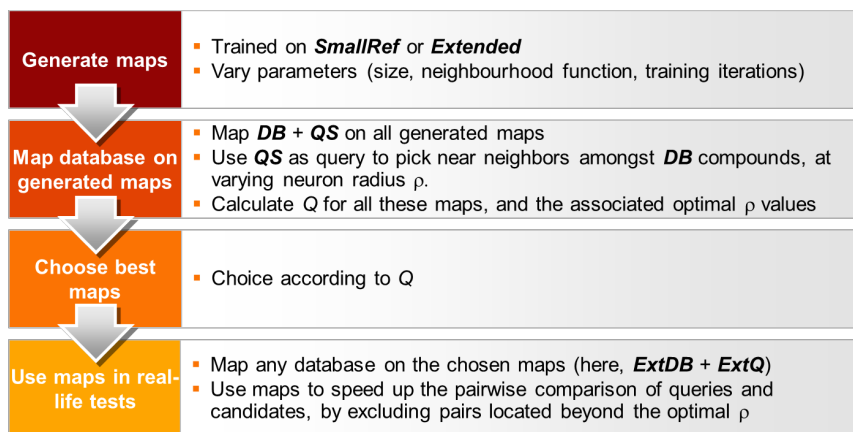 Generate maps
▪ Trained on SmallRef or Extended
▪ Vary parameters (size, neighbourhood function, training iterations)
Map database on
generated maps
▪ Map DB + QS on all generated maps
▪ Use QS as query to pick near neighbors amongst DB compounds, at
varying neuron radius ρ.
▪ Calculate Q for all these maps, and the associated optimal ρ values
Choose best
maps
▪ Choice according to Q
Use maps in real-
life tests
▪ Map any database on the chosen maps (here, ExtDB + ExtQ)
▪ Use maps to speed up the pairwise comparison of queries and
candidates, by excluding pairs located beyond the optimal ρ